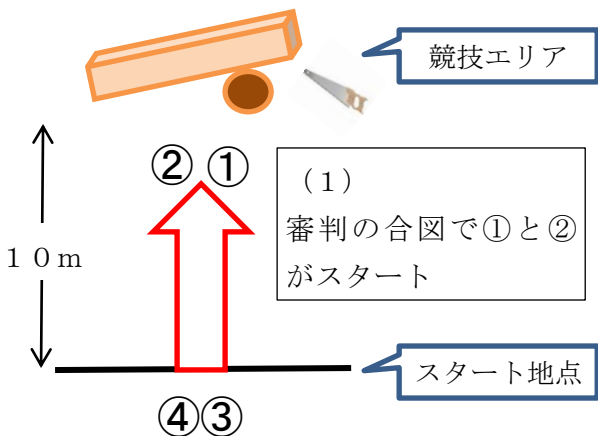 競技エリア
② ①
（１）
審判の合図で①と②
がスタート
１０ｍ
スタート地点
④③